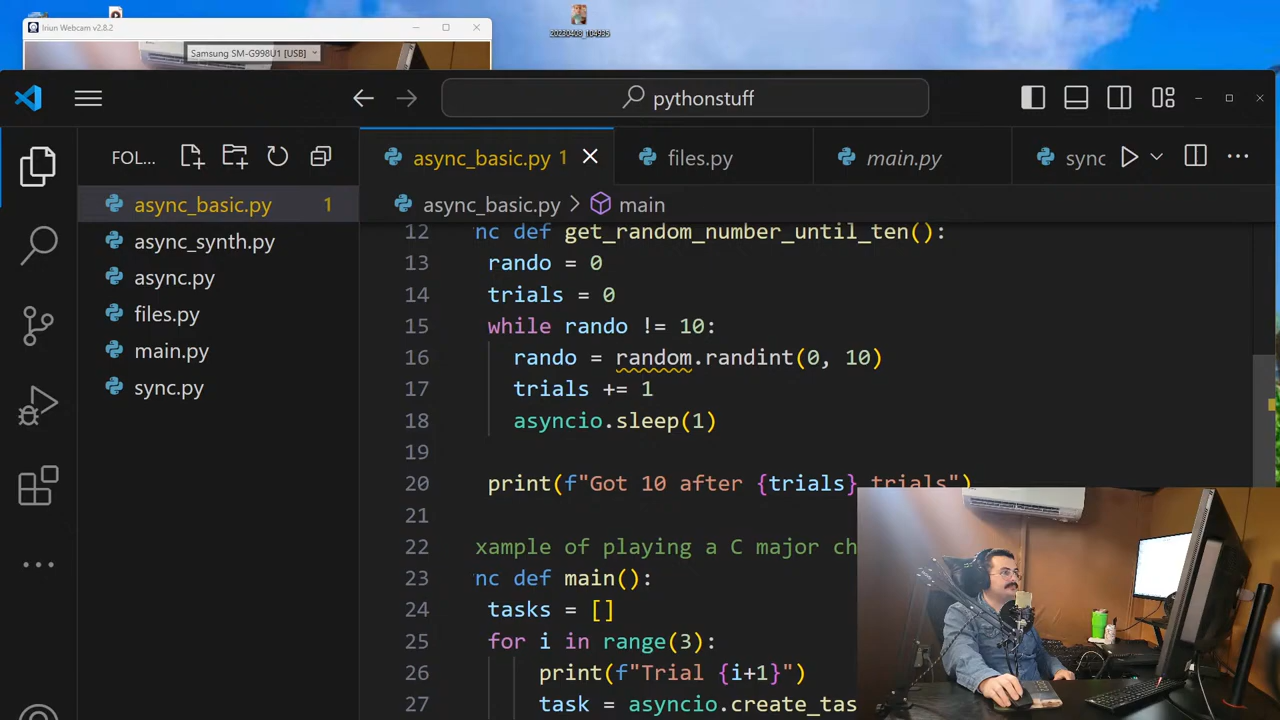 Iriun Webcam v2.8.2
20230408_104935
Samsung SM-G998U1 [USB]
pythonstuff
FOL...
async_basic.py 1
files.py
main.py
sync
async_basic.py 1
async_synth.py
async.py
files.py
main.py
sync.py
async_basic.py > main
12 nc def get_random_number_until_ten():
13 rando = 0
14 trials = 0
15 while rando != 10:
16 rando = random.randint(0, 10)
17 trials += 1
18 asyncio.sleep(1)
19
20 print(f"Got 10 after {trials} trials")
21
22 xample of playing a C major ch
23 nc def main():
24 tasks = []
25 for i in range(3):
26 print(f"Trial {i+1}")
27 task = asyncio.create_tas